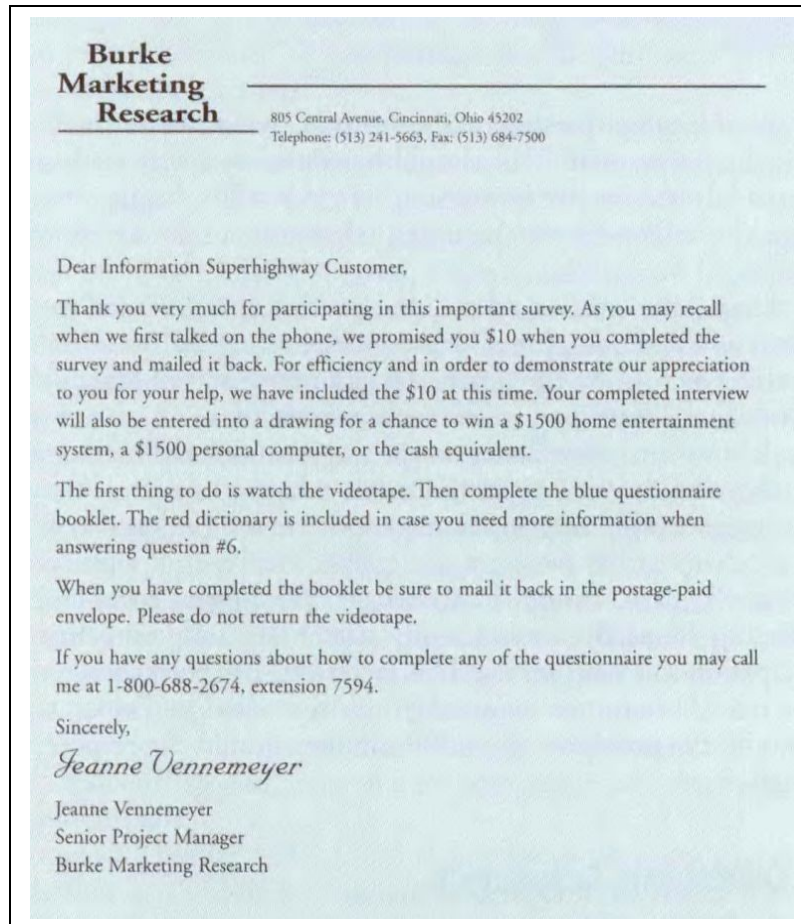 Burke
Marketing
Research
805 Central Avenue, Cincinnati, Ohio 45202
Telephone: (513) 241-5663, Fax: (513) 684-7500
Dear Information Superhighway Customer,
Thank you very much for participating in this important survey. As you may recall
when we first talked on the phone, we promised you $10 when you completed the
survey and mailed it back. For efficiency and in order to demonstrate our appreciation
to you for your help, we have included the $10 at this time. Your completed interview
will also be entered into a drawing for a chance to win a $1500 home entertainment
system, a $1500 personal computer, or the cash equivalent.
The first thing to do is watch the videotape. Then complete the blue questionnaire
booklet. The red dictionary is included in case you need more information when
answering question #6.
When you have completed the booklet be sure to mail it back in the postage-paid
envelope. Please do not return the videotape.
If you have any questions about how to complete any of the questionnaire you may call
me at 1-800-688-2674, extension 7594.
Sincerely,
Jeanne Vennemeyer
Jeanne Vennemeyer
Senior Project Manager
Burke Marketing Research